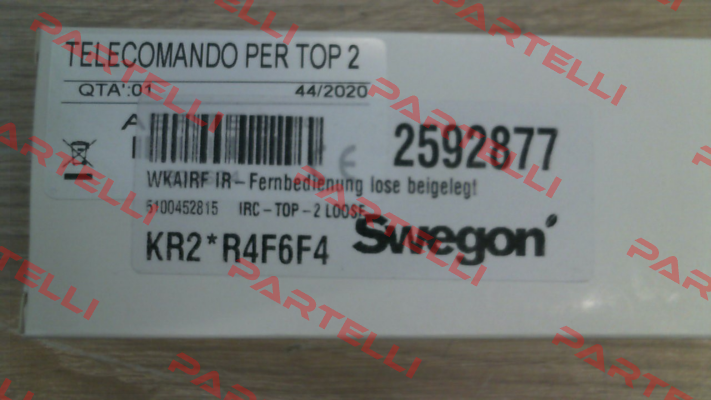 TELECOMANDO PER TOP 2
QTA':01 44/2020
2592877
WKAIRF IR-Fernbedienung lose beigelegt
5100452815 IRC-TOP-2 LOOSE
KR2*R4F6F4 Swegon
PARTELLI
PARTELLI
PARTELLI
PARTELLI
PARTELLI
PARTELLI
PARTELLI